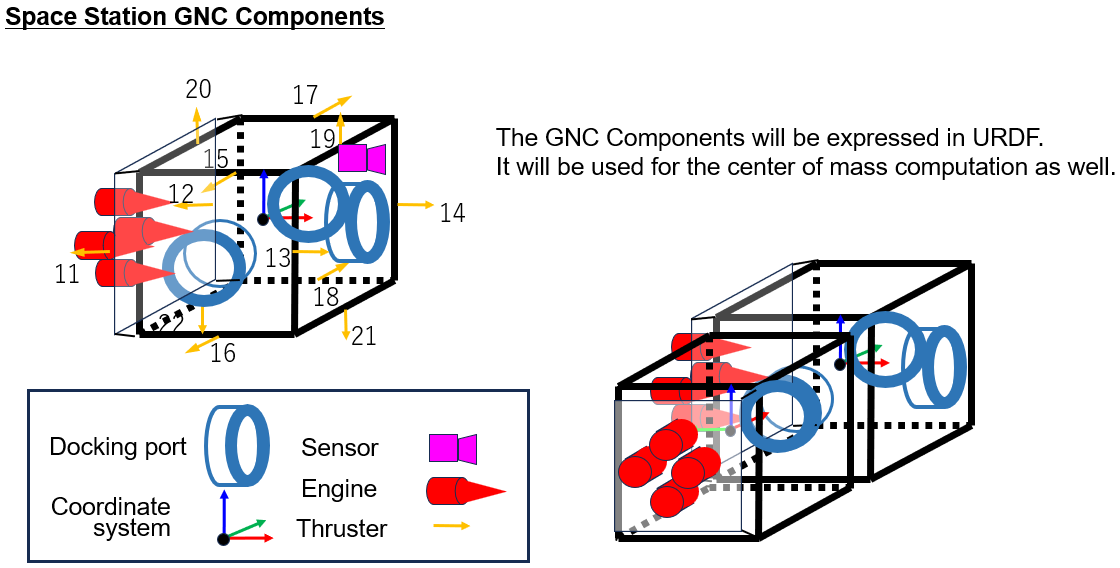 Space Station GNC Components
20
17
19
15
12
14
13
11
18
22
21
16
The GNC Components will be expressed in URDF.
It will be used for the center of mass computation as well.
Docking port
Sensor
Engine
Coordinate
system
Thruster